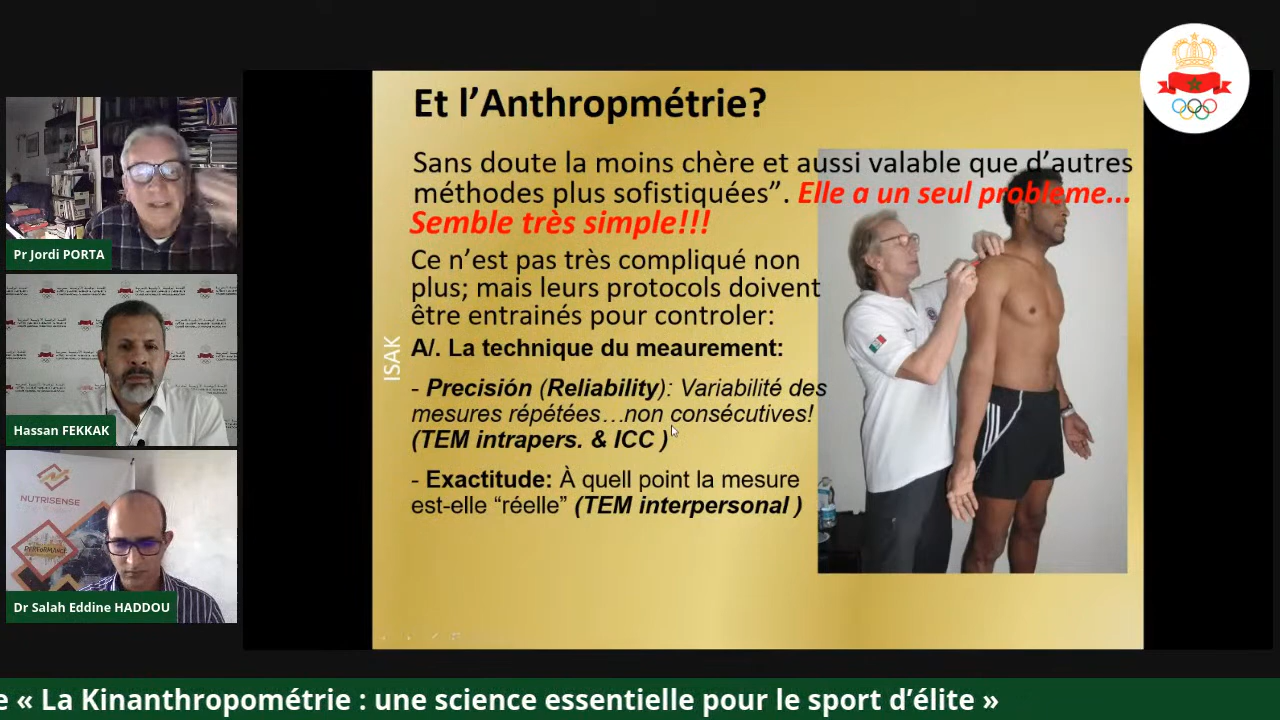 Et l’Anthropmétrie?
Sans doute la moins chère et aussi valable que d’autres
méthodes plus sofistiquées”. Elle a un seul probleme...
Semble très simple!!!
Ce n’est pas très compliqué non
plus; mais leurs protocols doivent
être entrainés pour controler:
A/. La technique du meaurement:
- Precisión (Reliability): Variabilité des
mesures répétées…non consécutives!
(TEM intrapers. & ICC )
- Exactitude: À quell point la mesure
est-elle “réelle” (TEM interpersonal )
ISAK
Pr Jordi PORTA
Hassan FEKKAK
NUTRISENSE
PERFORMANCE
Dr Salah Eddine HADDOU
e « La Kinanthropométrie : une science essentielle pour le sport d’élite »